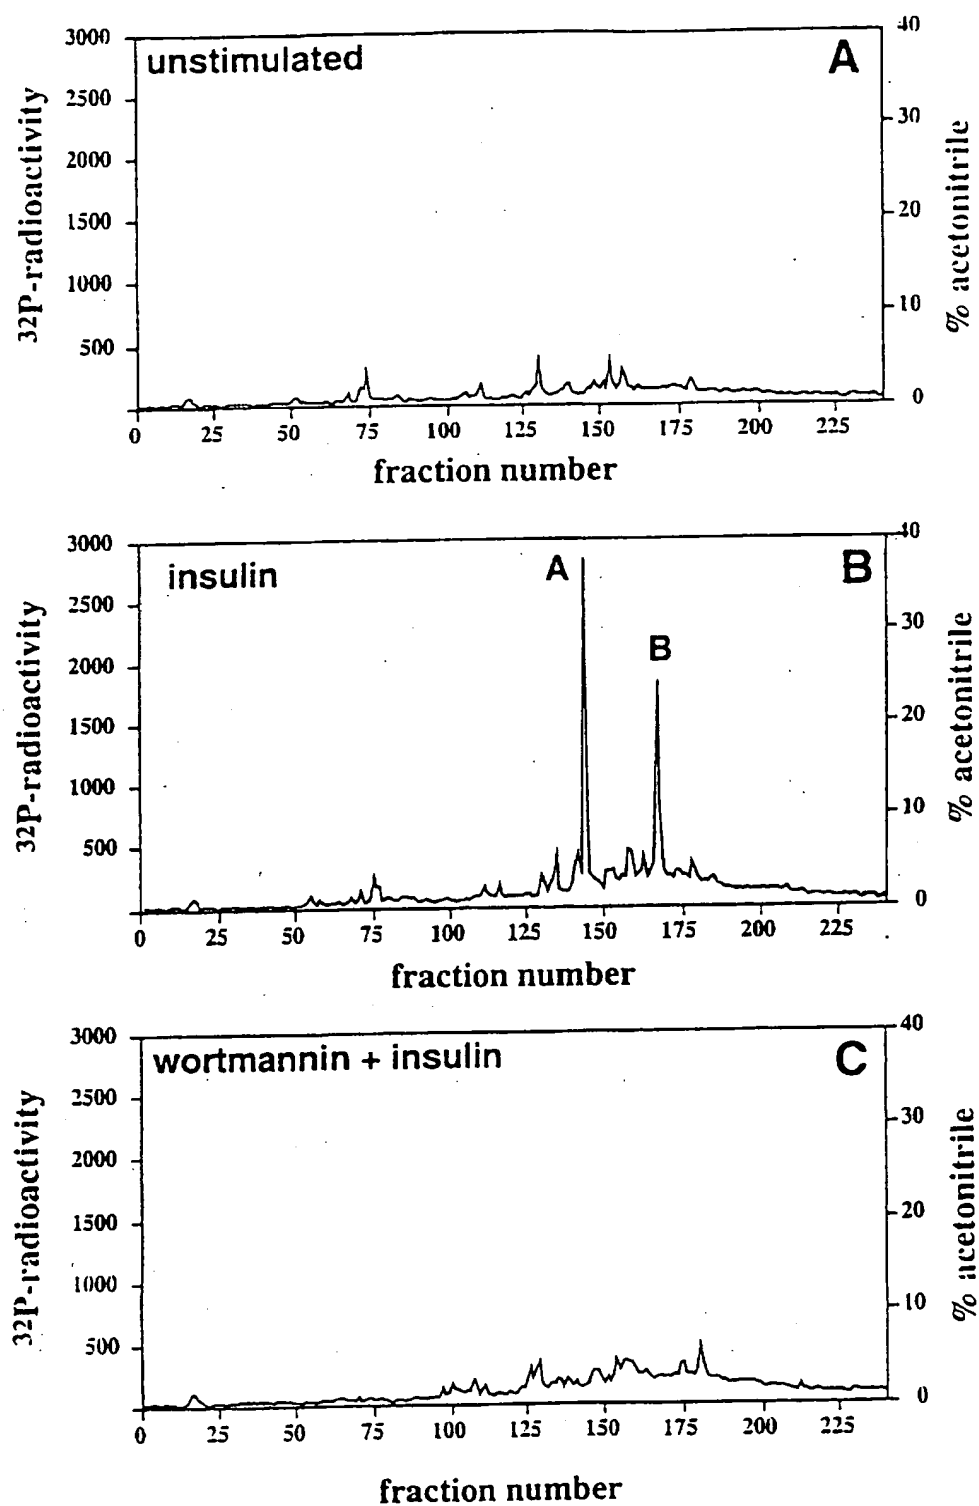 unstimulated
A
3000
2500
2000
1500
1000
500
32P-radioactivity
40
30
20
10
0
% acetonitrile
0 25 50 75 100 125 150 175 200 225
fraction number
insulin
A
B
B
3000
2500
2000
1500
1000
500
32P-radioactivity
40
30
20
10
0
% acetonitrile
0 25 50 75 100 125 150 175 200 225
fraction number
wortmannin + insulin
C
3000
2500
2000
1500
1000
500
32P-radioactivity
40
30
20
10
0
% acetonitrile
0 25 50 75 100 125 150 175 200 225
fraction number